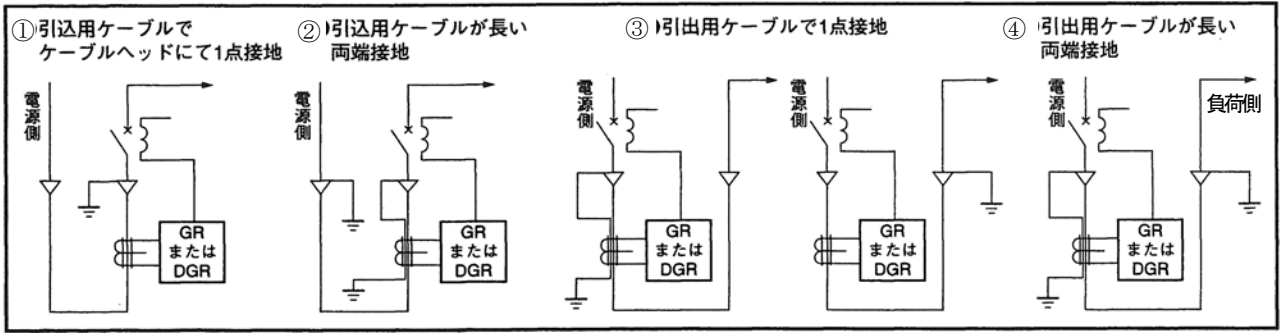 ①引込用ケーブルで
ケーブルヘッドにて1点接地
電源側
GR
または
DGR
②引込用ケーブルが長い
両端接地
電源側
GR
または
DGR
③引出用ケーブルで1点接地
電源側
GR
または
DGR
電源側
GR
または
DGR
④引出用ケーブルが長い
両端接地
電源側
負荷側
GR
または
DGR